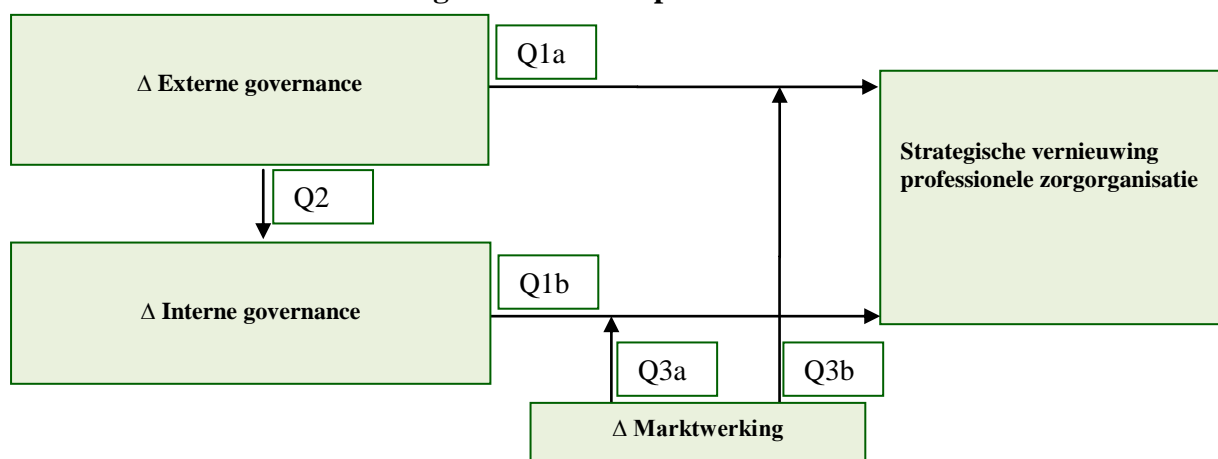 Q1a
∆ Externe governance
Strategische vernieuwing
professionele zorgorganisatie
Q2
Q1b
∆ Interne governance
Q3a
Q3b
∆ Marktwerking